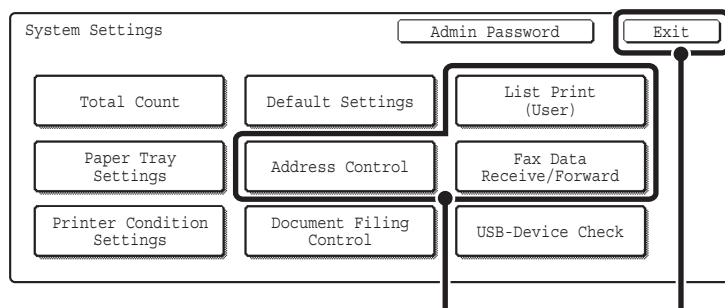 System Settings
Admin Password
Exit
Total Count
Default Settings
List Print
(User)
Paper Tray
Settings
Address Control
Fax Data
Receive/Forward
Printer Condition
Settings
Document Filing
Control
USB-Device Check